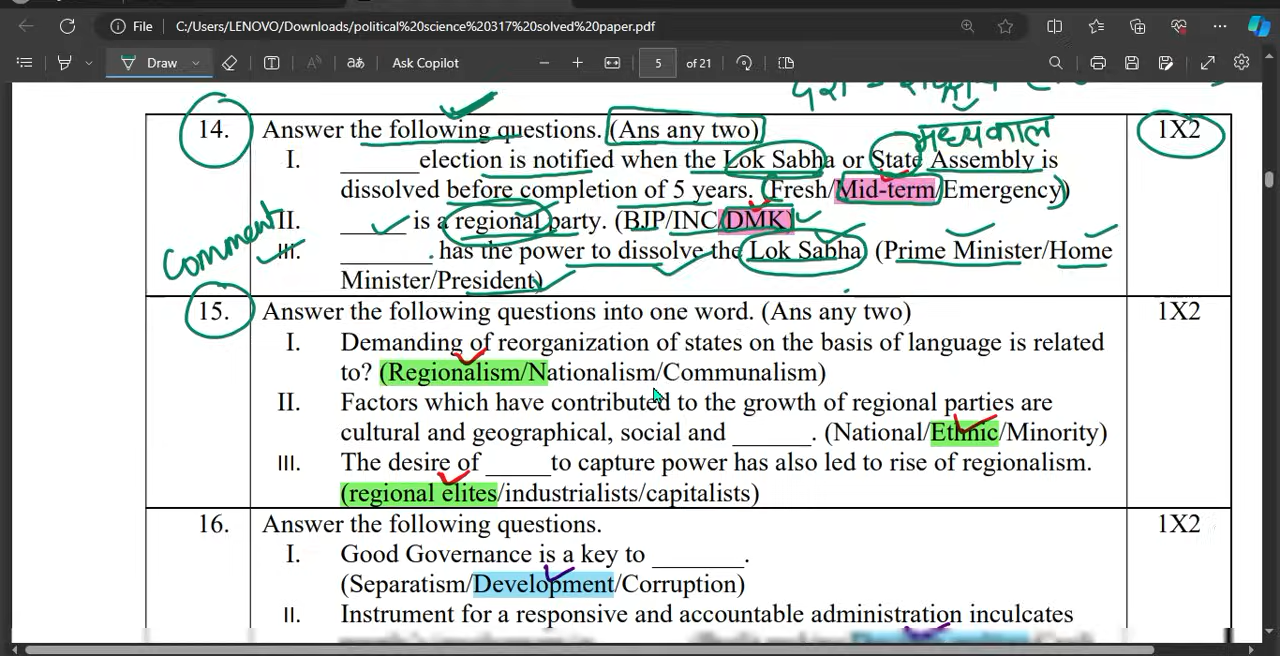 File C:/Users/LENOVO/Downloads/political%20science%20317%20solved%20paper.pdf
Draw aあ Ask Copilot 5 of 21
मध्यकाल
14. Answer the following questions. (Ans any two) 1X2
I. ______election is notified when the Lok Sabha or State Assembly is
dissolved before completion of 5 years. (Fresh/Mid-term/Emergency)
II. ______ is a regional party. (BJP/INC/DMK)
Comment
III. ________. has the power to dissolve the Lok Sabha (Prime Minister/Home
Minister/President)
15. Answer the following questions into one word. (Ans any two) 1X2
I. Demanding of reorganization of states on the basis of language is related
to? (Regionalism/Nationalism/Communalism)
II. Factors which have contributed to the growth of regional parties are
cultural and geographical, social and ______. (National/Ethnic/Minority)
III. The desire of _____to capture power has also led to rise of regionalism.
(regional elites/industrialists/capitalists)
16. Answer the following questions. 1X2
I. Good Governance is a key to ________.
(Separatism/Development/Corruption)
II. Instrument for a responsive and accountable administration inculcates